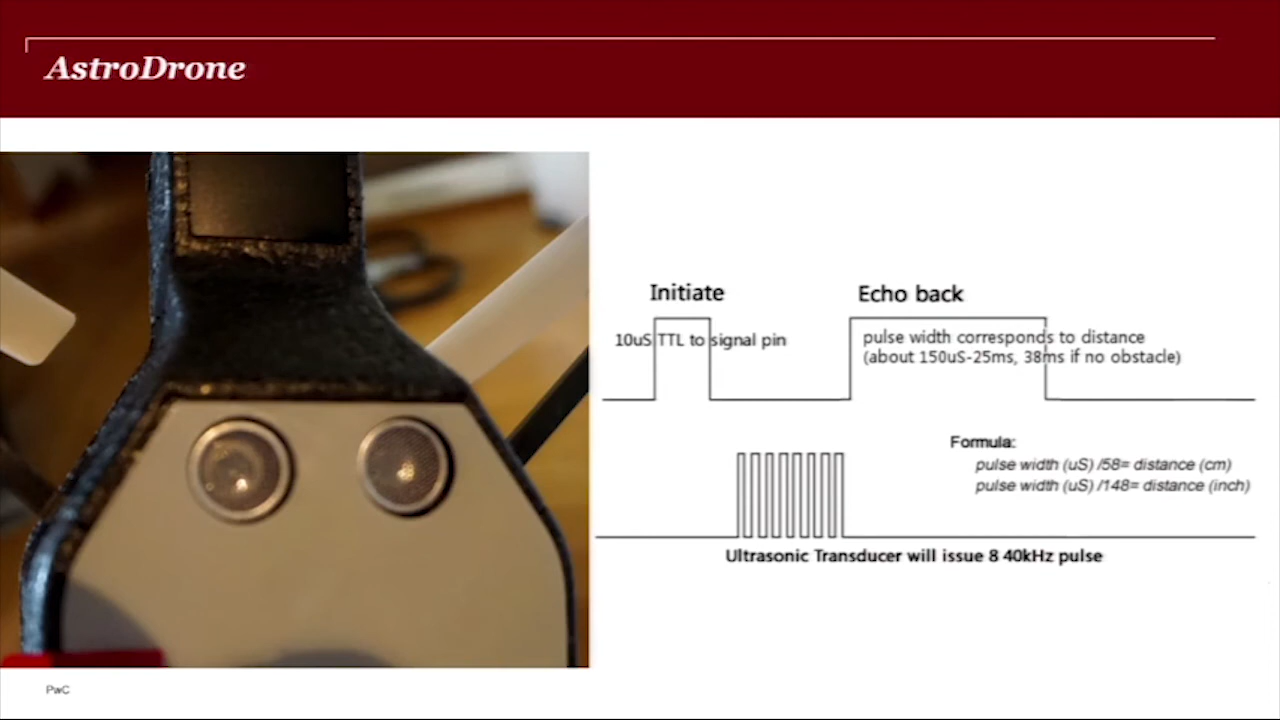 AstroDrone
Initiate
Echo back
10uS TTL to signal pin
pulse width corresponds to distance
(about 150uS-25ms, 38ms if no obstacle)
Formula:
pulse width (uS) /58= distance (cm)
pulse width (uS) /148= distance (inch)
Ultrasonic Transducer will issue 8 40kHz pulse
PwC